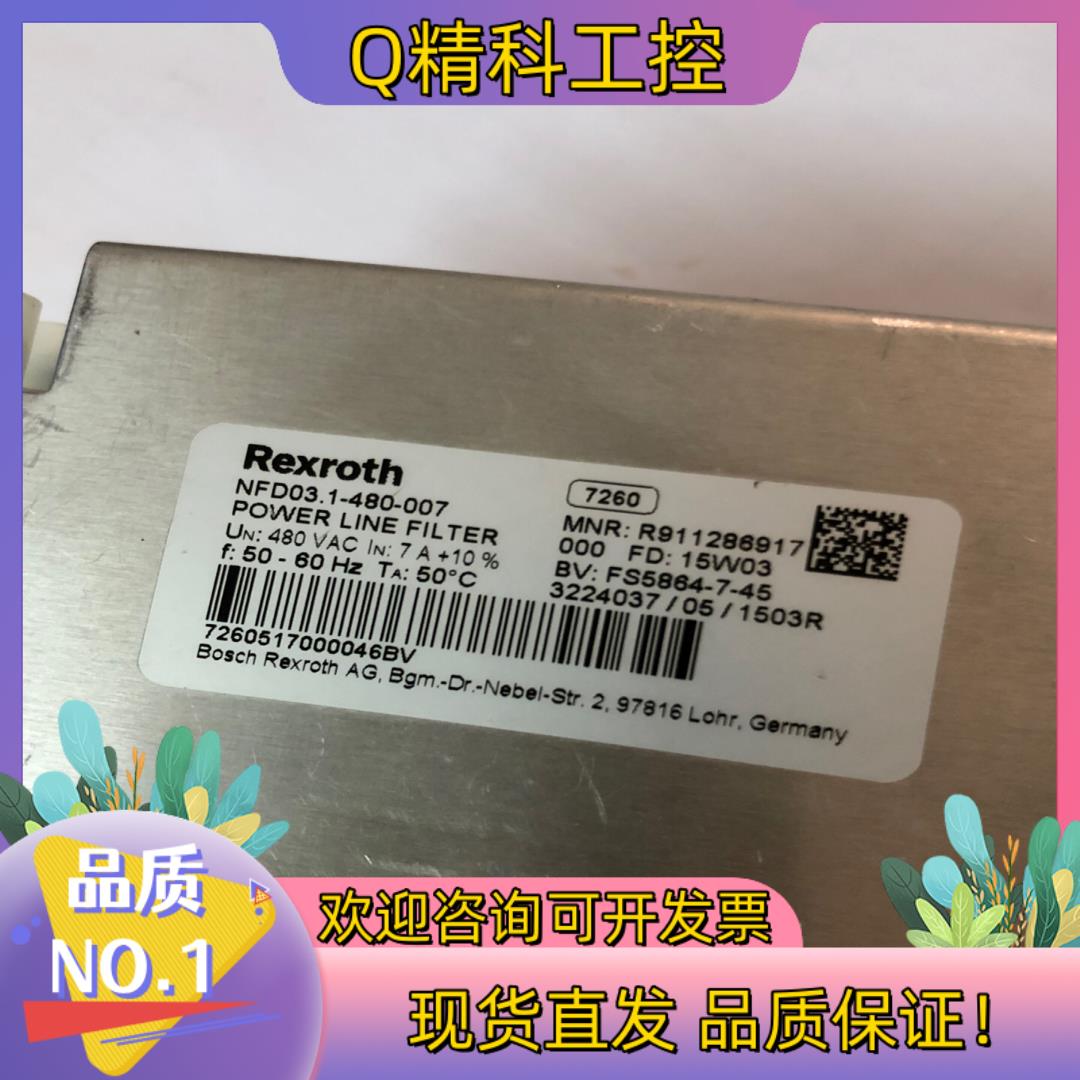 Q精科工控
Rexroth
NFD03.1-480-007
POWER LINE FILTER
UN: 480 VAC IN: 7 A +10 %
f: 50 - 60 Hz TA: 50°C
7260
MNR: R911286917
000 FD: 15W03
BV: FS5864-7-45
3224037 / 05 / 1503R
7260517000046BV
Bosch Rexroth AG, Bgm.-Dr.-Nebel-Str. 2, 97816 Lohr, Germany
品质
NO.1
欢迎咨询可开发票
现货直发 品质保证!